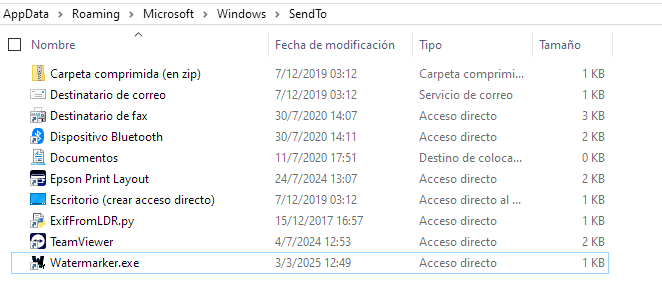 AppData > Roaming > Microsoft > Windows > SendTo
Nombre Fecha de modificación Tipo Tamaño
Carpeta comprimida (en zip) 7/12/2019 03:12 Carpeta comprimi... 1 KB
Destinatario de correo 7/12/2019 03:12 Servicio de correo 1 KB
Destinatario de fax 30/7/2020 14:07 Acceso directo 3 KB
Dispositivo Bluetooth 30/7/2020 14:11 Acceso directo 2 KB
Documentos 11/7/2020 17:51 Destino de coloca... 0 KB
Epson Print Layout 24/7/2024 13:07 Acceso directo 2 KB
Escritorio (crear acceso directo) 7/12/2019 03:12 Acceso directo al ... 1 KB
ExifFromLDR.py 15/12/2017 16:57 Acceso directo 1 KB
TeamViewer 4/7/2024 12:53 Acceso directo 2 KB
Watermarker.exe 3/3/2025 12:49 Acceso directo 1 KB